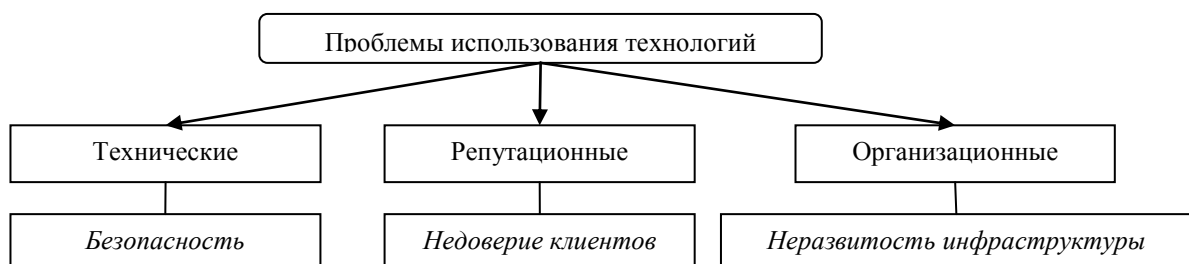 Проблемы использования технологий
Технические
Репутационные
Организационные
Безопасность
Недоверие клиентов
Неразвитость инфраструктуры